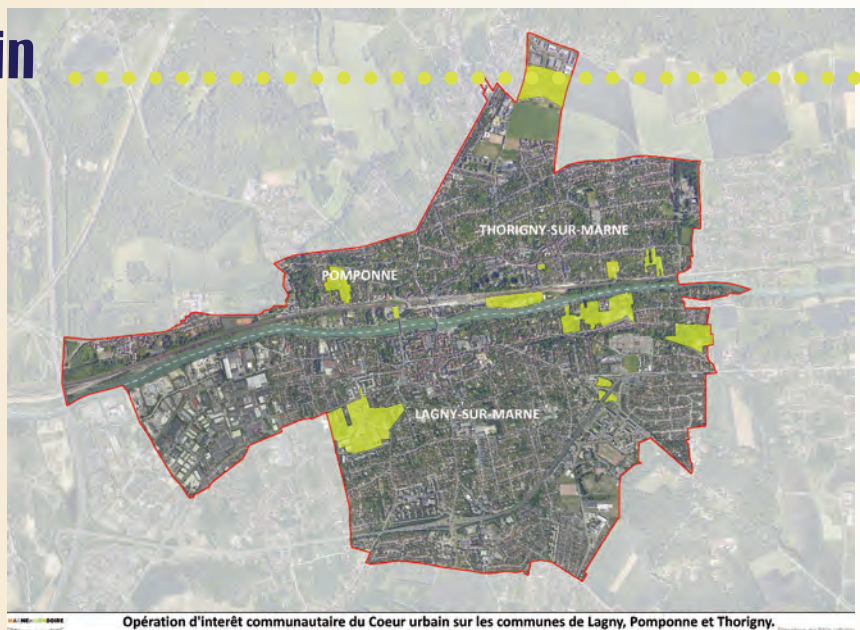 in
THORIGNY-SUR-MARNE
POMPONNE
LAGNY-SUR-MARNE
Opération d'interêt communautaire du Coeur urbain sur les communes de Lagny, Pomponne et Thorigny.